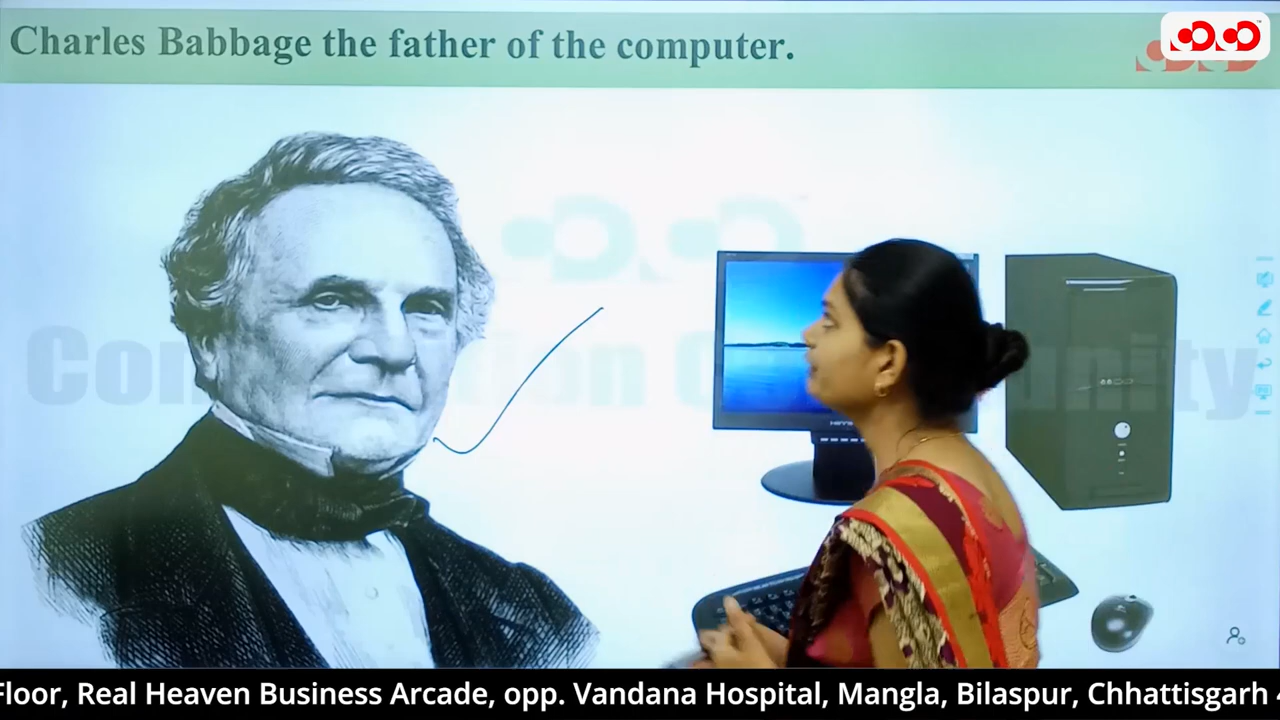 Charles Babbage the father of the computer.
Floor, Real Heaven Business Arcade, opp. Vandana Hospital, Mangla, Bilaspur, Chhattisgarh